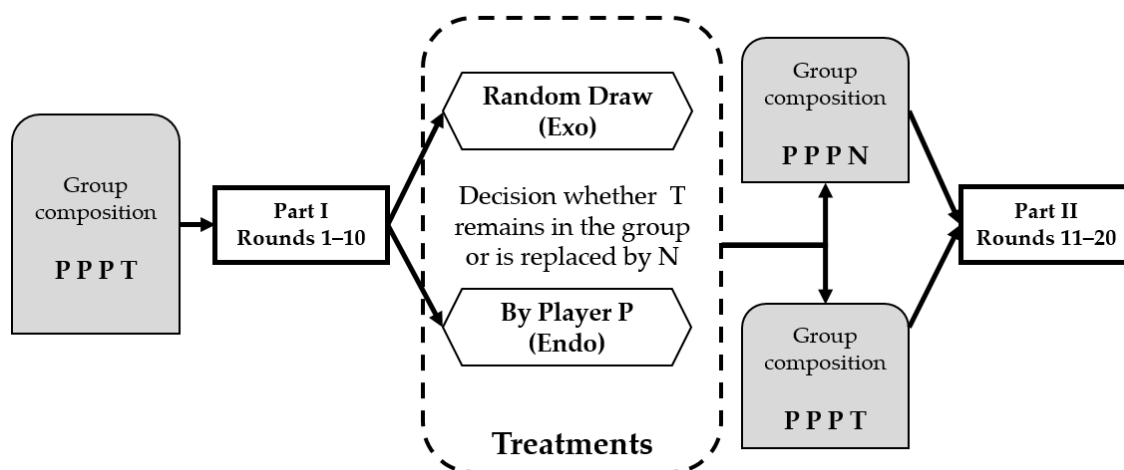 Group
composition
P P P T
Part I
Rounds 1–10
Random Draw
(Exo)
Decision whether T
remains in the group
or is replaced by N
By Player P
(Endo)
Treatments
Group
composition
P P P N
Group
composition
P P P T
Part II
Rounds 11–20